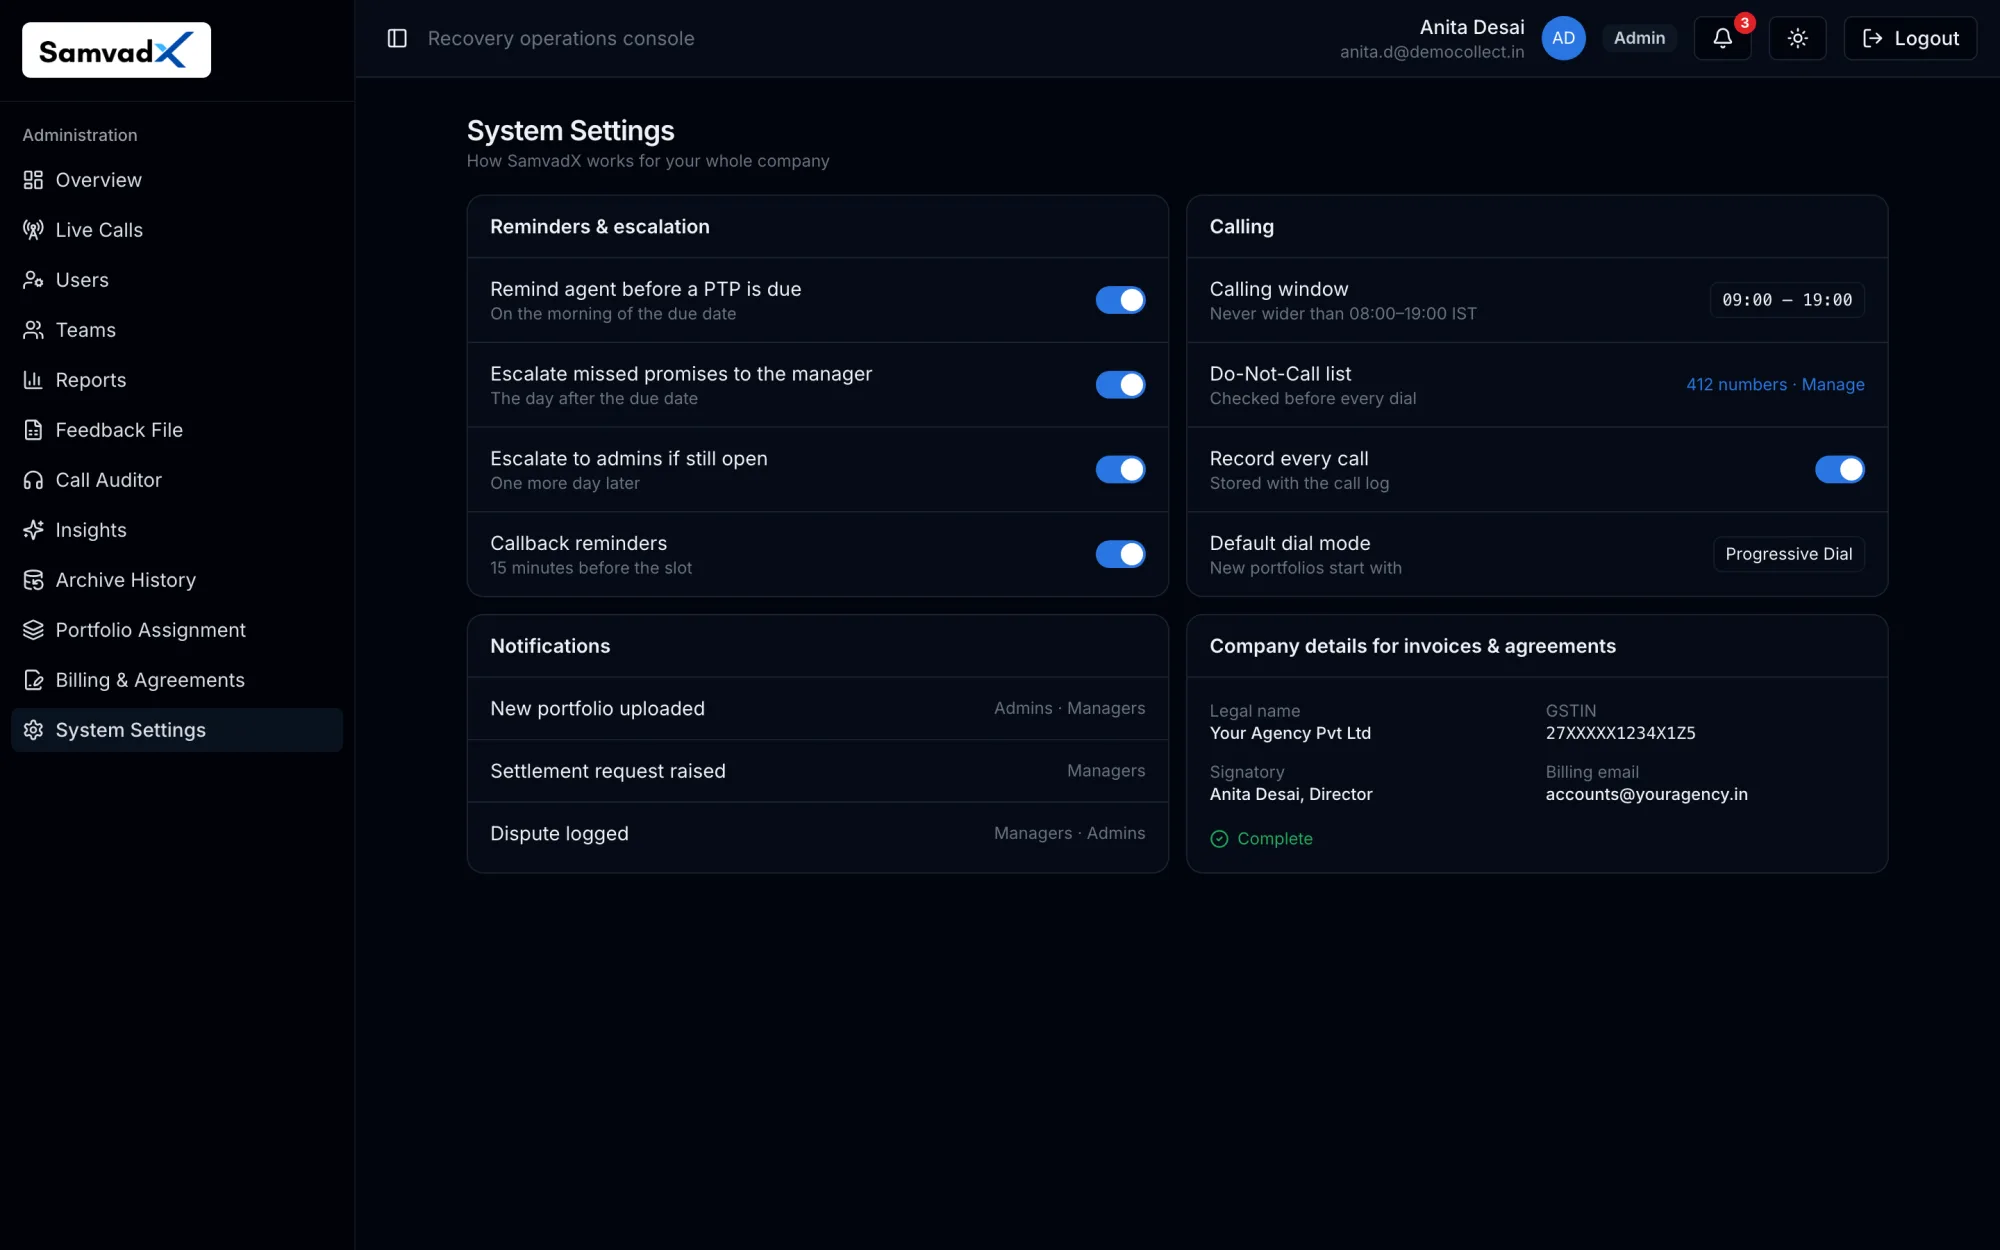 SamvadX
Recovery operations console
Anita Desai
anita.d@democollect.in
AD
Admin
3
Logout
Administration
Overview
Live Calls
Users
Teams
Reports
Feedback File
Call Auditor
Insights
Archive History
Portfolio Assignment
Billing & Agreements
System Settings
System Settings
How SamvadX works for your whole company
Reminders & escalation
Remind agent before a PTP is due
On the morning of the due date
Escalate missed promises to the manager
The day after the due date
Escalate to admins if still open
One more day later
Callback reminders
15 minutes before the slot
Calling
Calling window
Never wider than 08:00–19:00 IST
09:00 – 19:00
Do-Not-Call list
Checked before every dial
412 numbers · Manage
Record every call
Stored with the call log
Default dial mode
New portfolios start with
Progressive Dial
Notifications
New portfolio uploaded
Admins · Managers
Settlement request raised
Managers
Dispute logged
Managers · Admins
Company details for invoices & agreements
Legal name
Your Agency Pvt Ltd
GSTIN
27XXXXX1234X1Z5
Signatory
Anita Desai, Director
Billing email
accounts@youragency.in
Complete